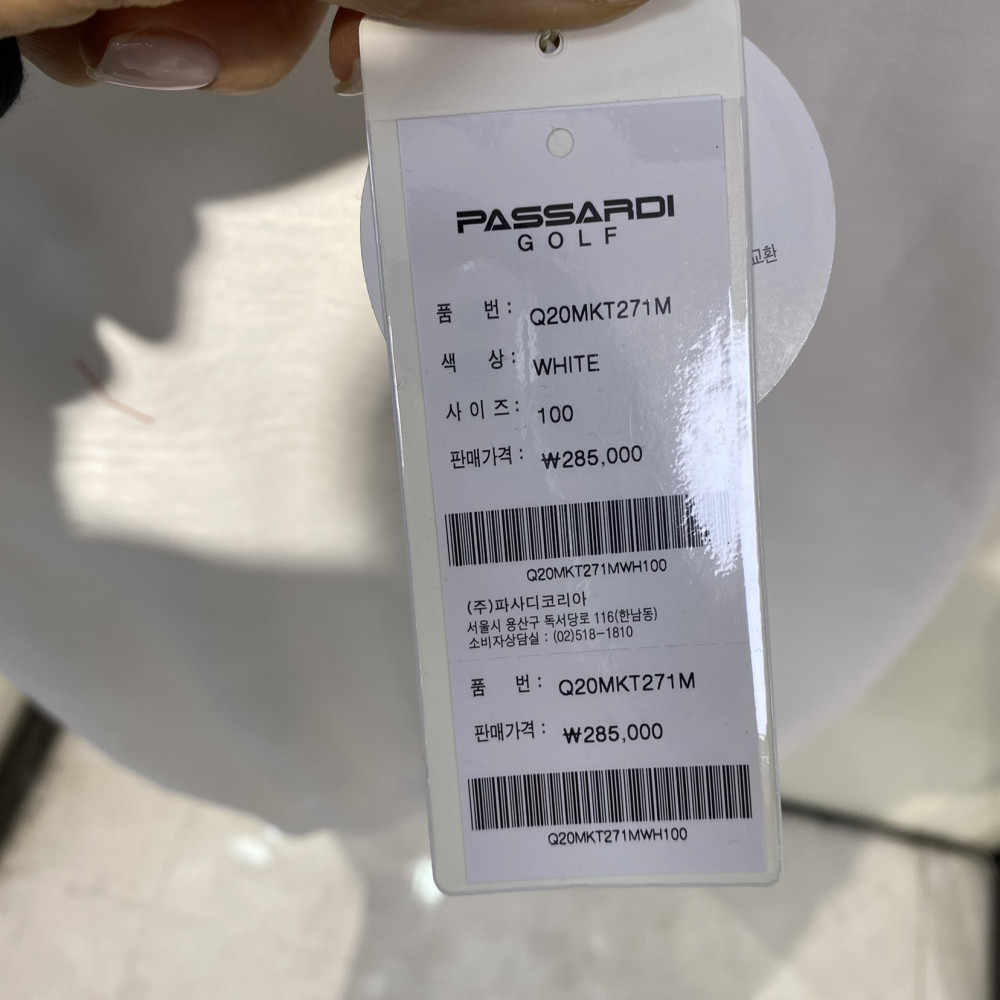 PASSARDI
GOLF
교환
품 번 : Q20MKT271M
색 상 : WHITE
사 이 즈 : 100
판매가격 : ₩285,000
Q20MKT271MWH100
(주)파사디코리아
서울시 용산구 독서당로 116(한남동)
소비자상담실 : (02)518-1810
품 번 : Q20MKT271M
판매가격 : ₩285,000
Q20MKT271MWH100